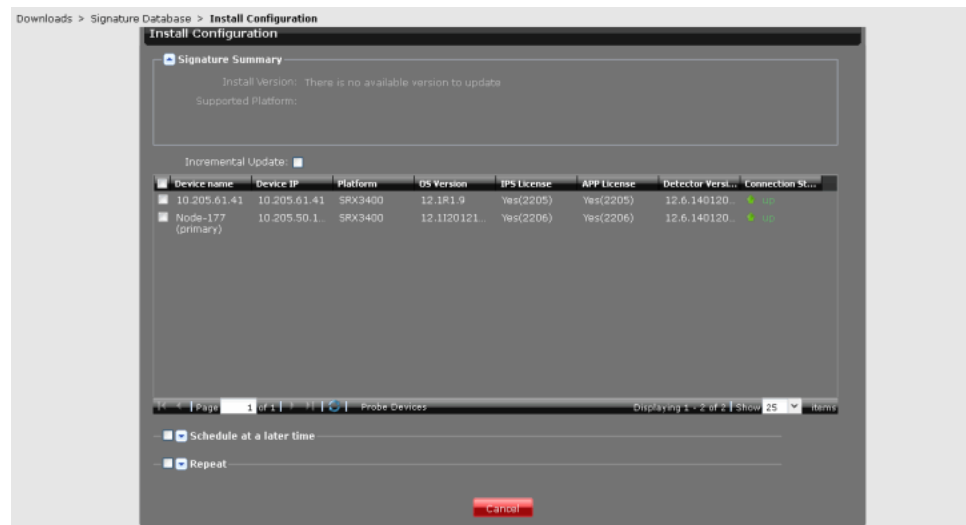 Downloads > Signature Database > Install Configuration
Install Configuration
Signature Summary
Install Version: There is no available version to update
Supported Platform:
Incremental Update:
Device name Device IP Platform OS Version IPS License APP License Detector Versi... Connection St...
10.205.61.41 10.205.61.41 SRX3400 12.1R1.9 Yes(2205) Yes(2205) 12.6.140120... up
Node-177 10.205.50.1... SRX3400 12.1I20121... Yes(2206) Yes(2206) 12.6.140120... up
(primary)
Page 1 of 1 Probe Devices Displaying 1 - 2 of 2 Show 25 items
Schedule at a later time
Repeat
Cancel